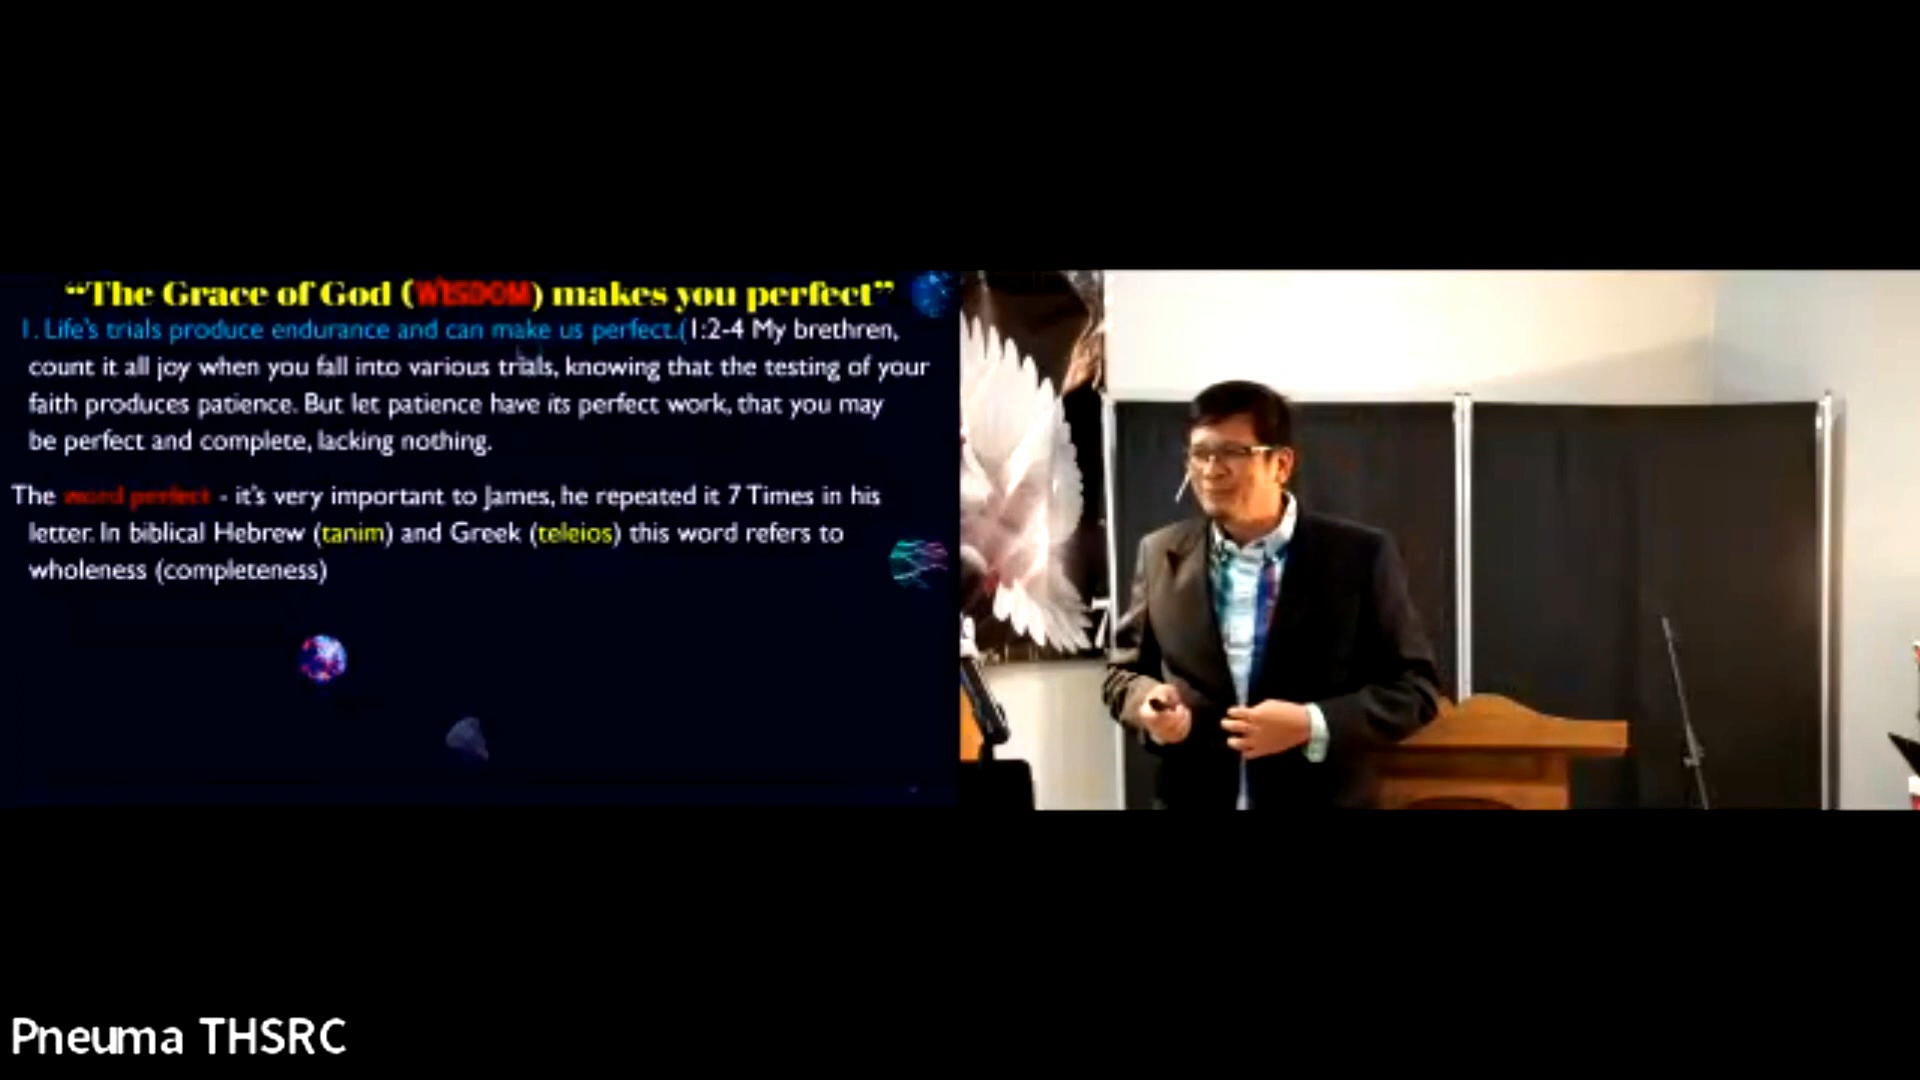 “The Grace of God (WISDOM) makes you perfect”
1. Life's trials produce endurance and can make us perfect.(1:2-4 My brethren,
count it all joy when you fall into various trials, knowing that the testing of your
faith produces patience. But let patience have its perfect work, that you may
be perfect and complete, lacking nothing.
The word perfect - it's very important to James, he repeated it 7 Times in his
letter. In biblical Hebrew (tanim) and Greek (teleios) this word refers to
wholeness (completeness)
Pneuma THSRC